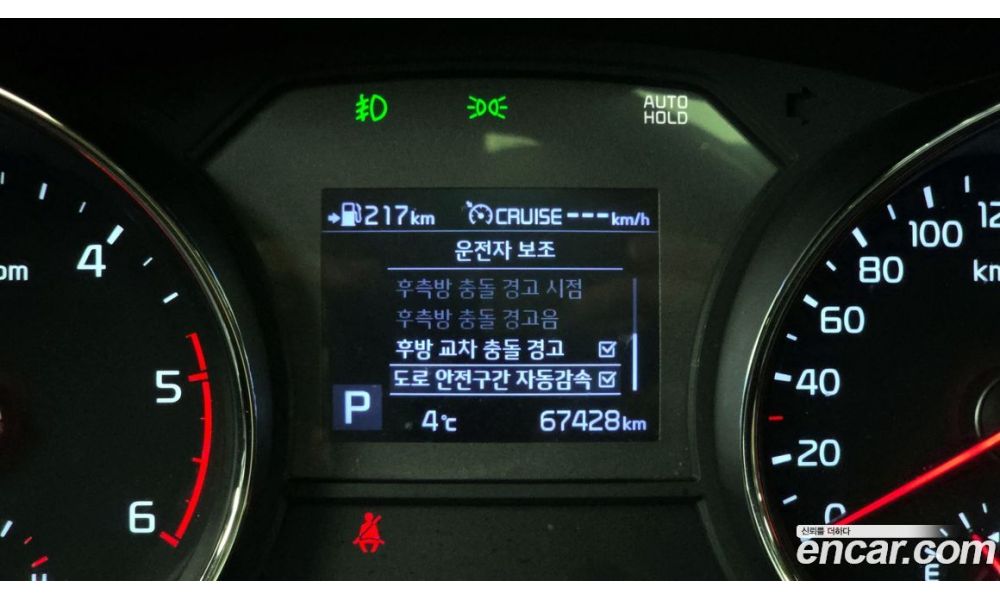 AUTO
HOLD
217km CRUISE ---km/h
운전자 보조
후측방 충돌 경고 시점
후측방 충돌 경고음
후방 교차 충돌 경고
도로 안전구간 자동감속
P
4℃ 67428km
4
5
6
100
80
60
40
20
0
E
신뢰를 더하다
encar.com